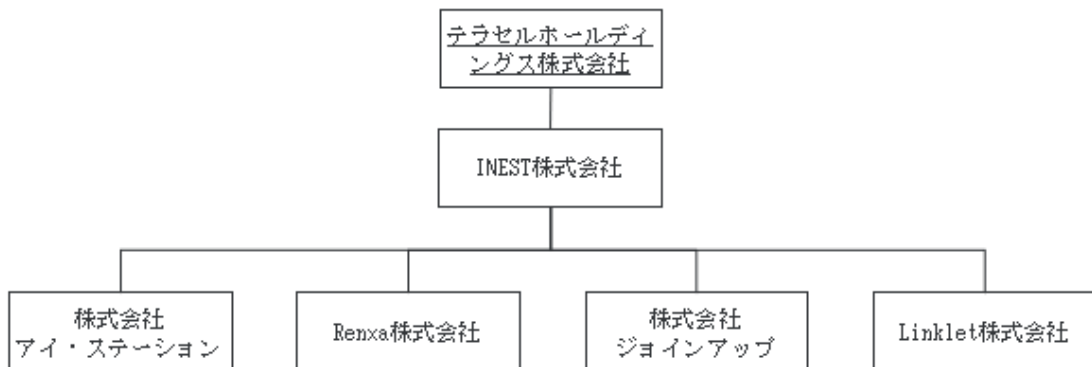 テラセルホールディ
ングス株式会社
INEST株式会社
株式会社
アイ・ステーション
Renxa株式会社
株式会社
ジョインアップ
Linklet株式会社